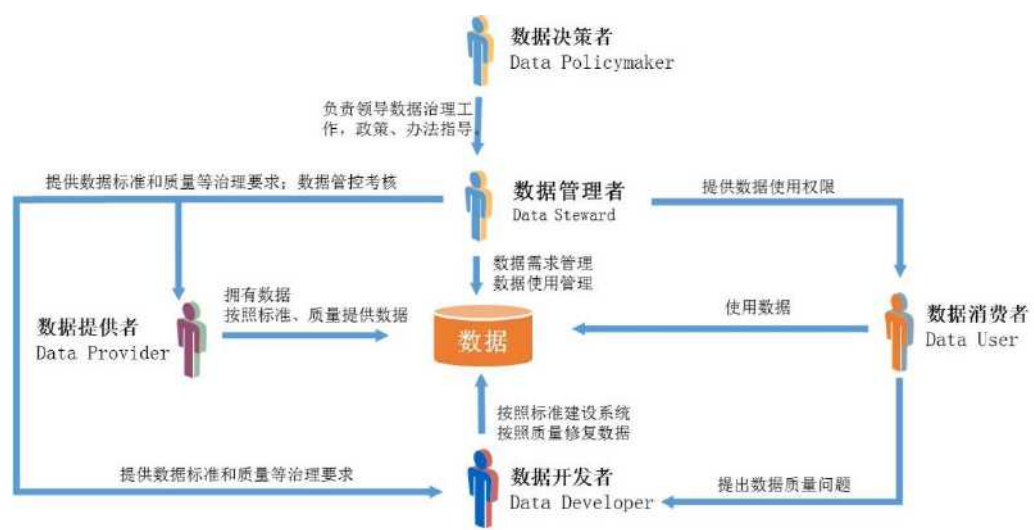 数据决策者
Data Policymaker
负责领导数据治理工
作，政策、办法指导。
提供数据标准和质量等治理要求；数据管控考核
数据管理者
Data Steward
提供数据使用权限
数据需求管理
数据使用管理
拥有数据
按照标准、质量提供数据
数据提供者
Data Provider
数据
使用数据
数据消费者
Data User
按照标准建设系统
按照质量修复数据
提供数据标准和质量等治理要求
数据开发者
Data Developer
提出数据质量问题